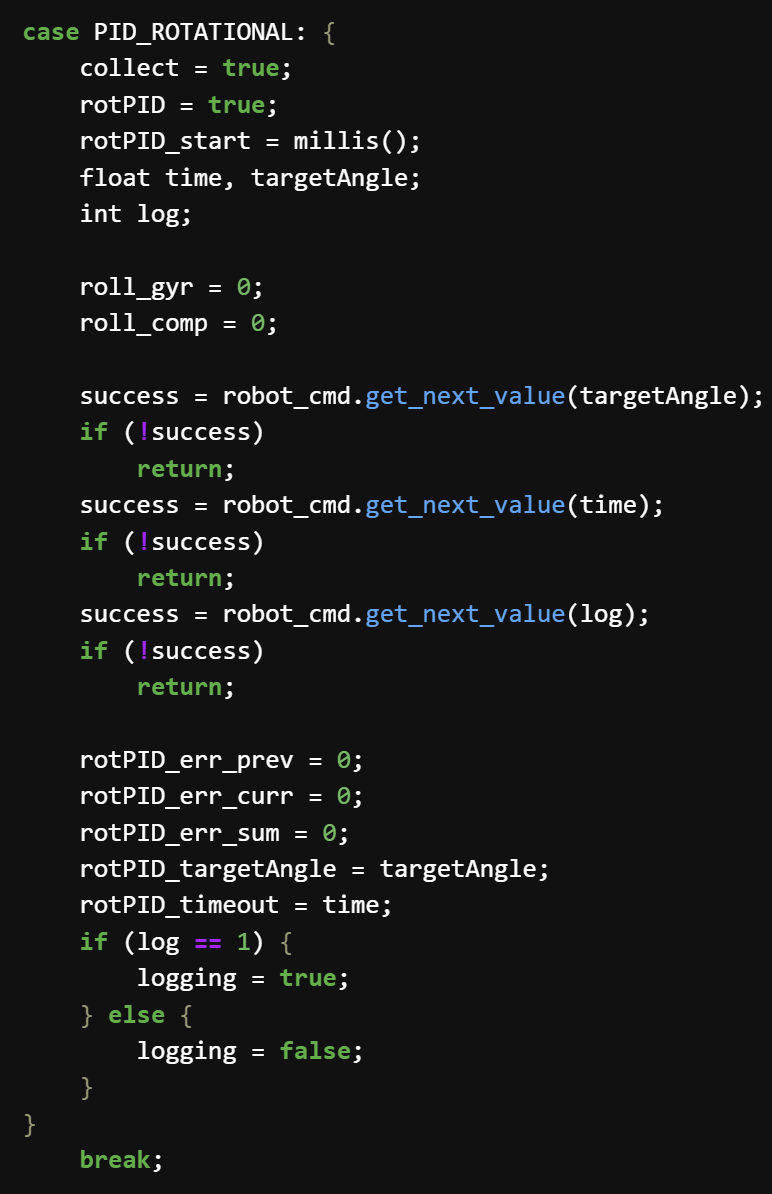 case PID_ROTATIONAL: {
    collect = true;
    rotPID = true;
    rotPID_start = millis();
    float time, targetAngle;
    int log;

    roll_gyr = 0;
    roll_comp = 0;

    success = robot_cmd.get_next_value(targetAngle);
    if (!success)
        return;
    success = robot_cmd.get_next_value(time);
    if (!success)
        return;
    success = robot_cmd.get_next_value(log);
    if (!success)
        return;

    rotPID_err_prev = 0;
    rotPID_err_curr = 0;
    rotPID_err_sum = 0;
    rotPID_targetAngle = targetAngle;
    rotPID_timeout = time;
    if (log == 1) {
        logging = true;
    } else {
        logging = false;
    }
}
    break;